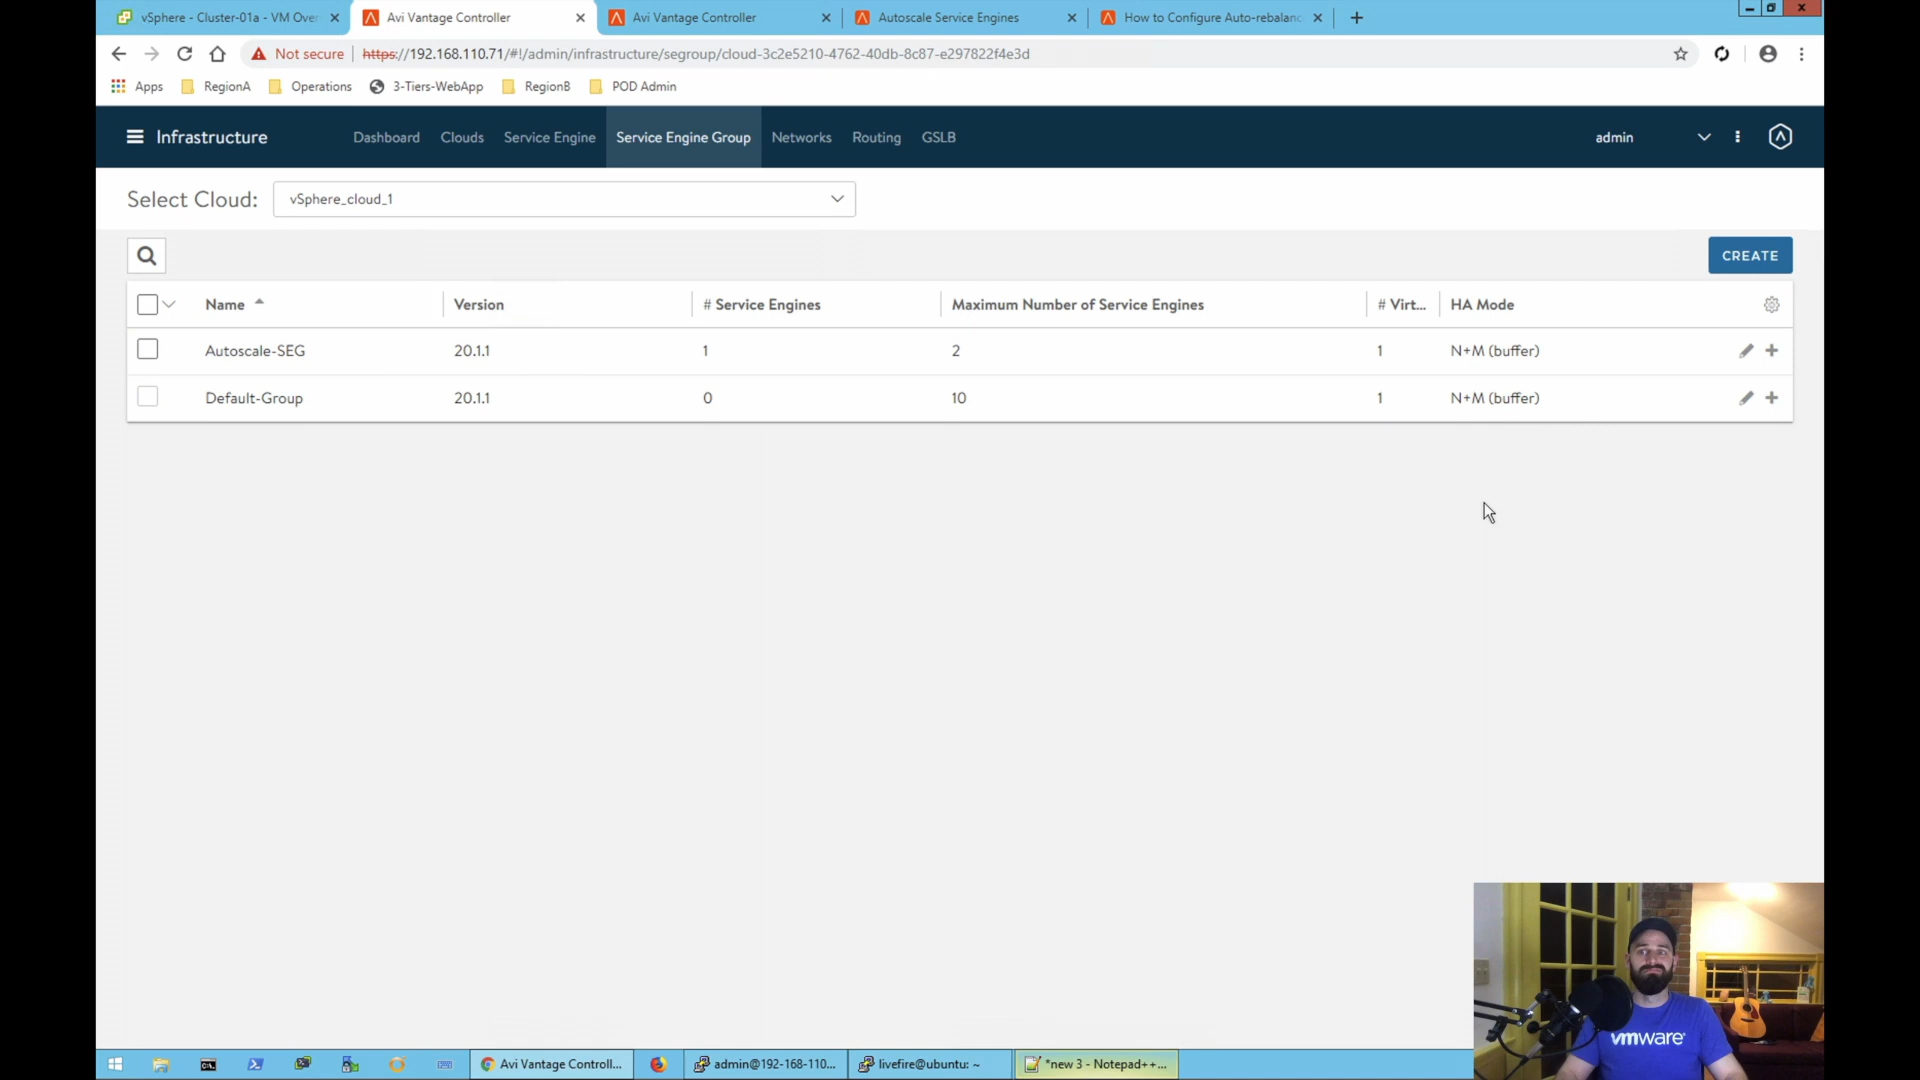 vSphere - Cluster-01a - VM Over
Avi Vantage Controller
Avi Vantage Controller
Autoscale Service Engines
How to Configure Auto-rebalanc
Not secure
https://192.168.110.71/#!/admin/infrastructure/segroup/cloud-3c2e5210-4762-40db-8c87-e297822f4e3d
Apps
RegionA
Operations
3-Tiers-WebApp
RegionB
POD Admin
Infrastructure
Dashboard
Clouds
Service Engine
Service Engine Group
Networks
Routing
GSLB
admin
Select Cloud:
vSphere_cloud_1
CREATE
Name
Version
# Service Engines
Maximum Number of Service Engines
# Virt...
HA Mode
Autoscale-SEG
20.1.1
1
2
1
N+M (buffer)
Default-Group
20.1.1
0
10
1
N+M (buffer)
vmware
Avi Vantage Controll...
admin@192-168-110...
livefire@ubuntu: ~
*new 3 - Notepad++...